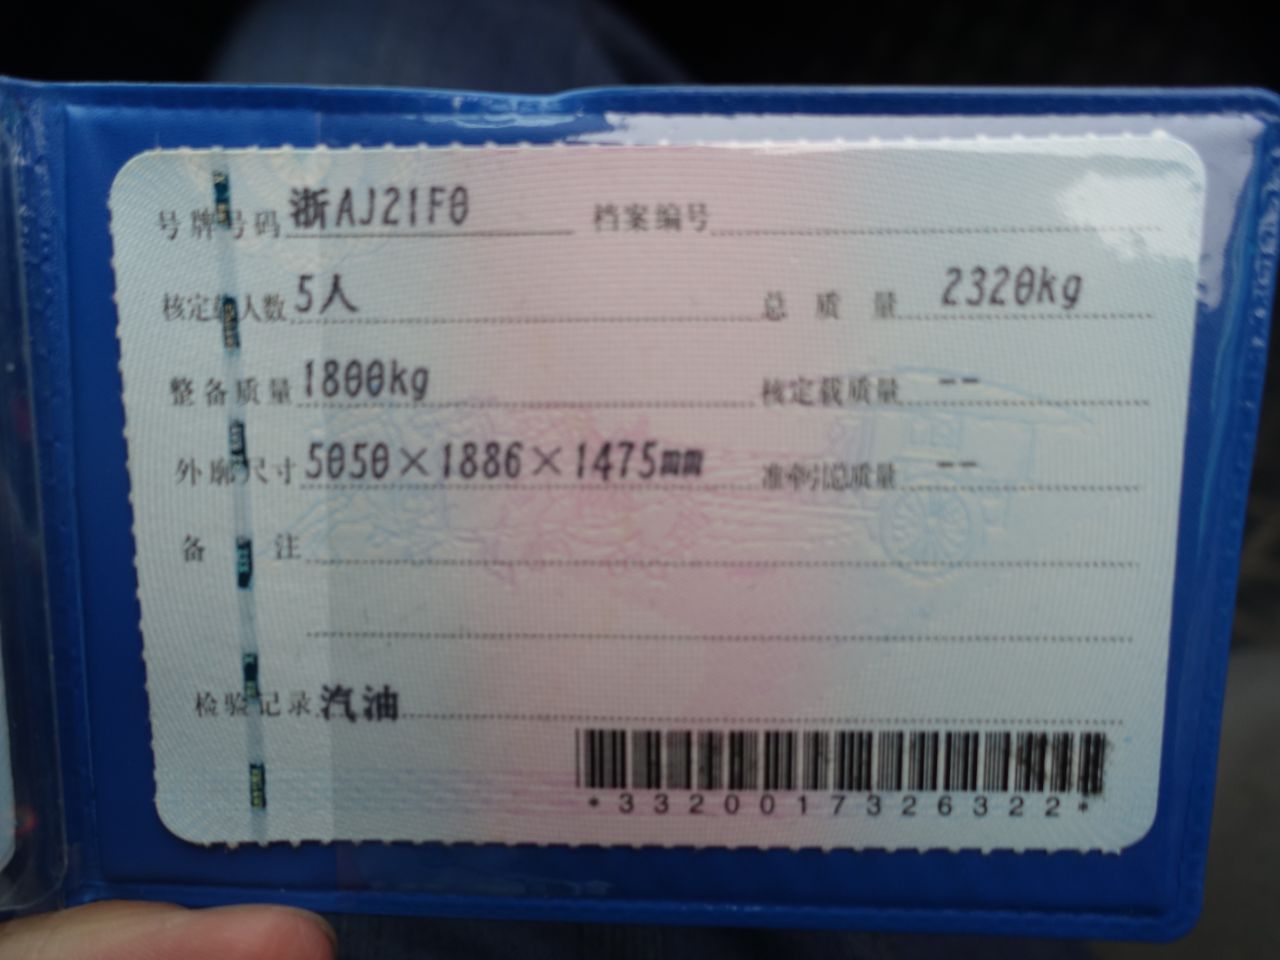 号牌号码 浙AJ21F0 档案编号
核定载人数 5人 总质量 2320kg
整备质量 1800kg 核定载质量 --
外廓尺寸 5050×1886×1475mm 准牵引总质量 --
备注
检验记录 汽油
*3320017326322*